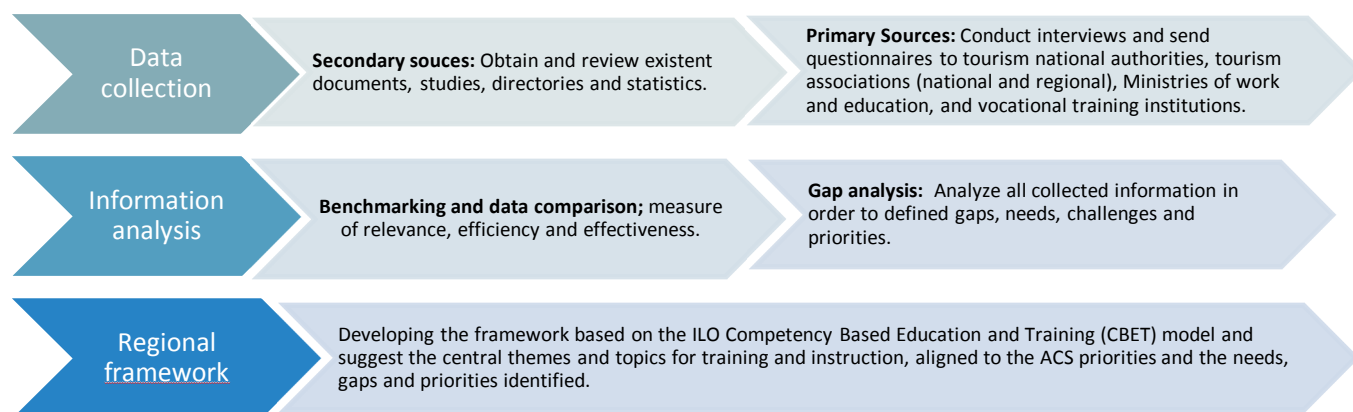 Data
collection
Secondary souces: Obtain and review existent
documents, studies, directories and statistics.
Primary Sources: Conduct interviews and send
questionnaires to tourism national authorities, tourism
associations (national and regional), Ministries of work
and education, and vocational training institutions.
Information
analysis
Benchmarking and data comparison; measure
of relevance, efficiency and effectiveness.
Gap analysis: Analyze all collected information in
order to defined gaps, needs, challenges and
priorities.
Regional
framework
Developing the framework based on the ILO Competency Based Education and Training (CBET) model and
suggest the central themes and topics for training and instruction, aligned to the ACS priorities and the needs,
gaps and priorities identified.